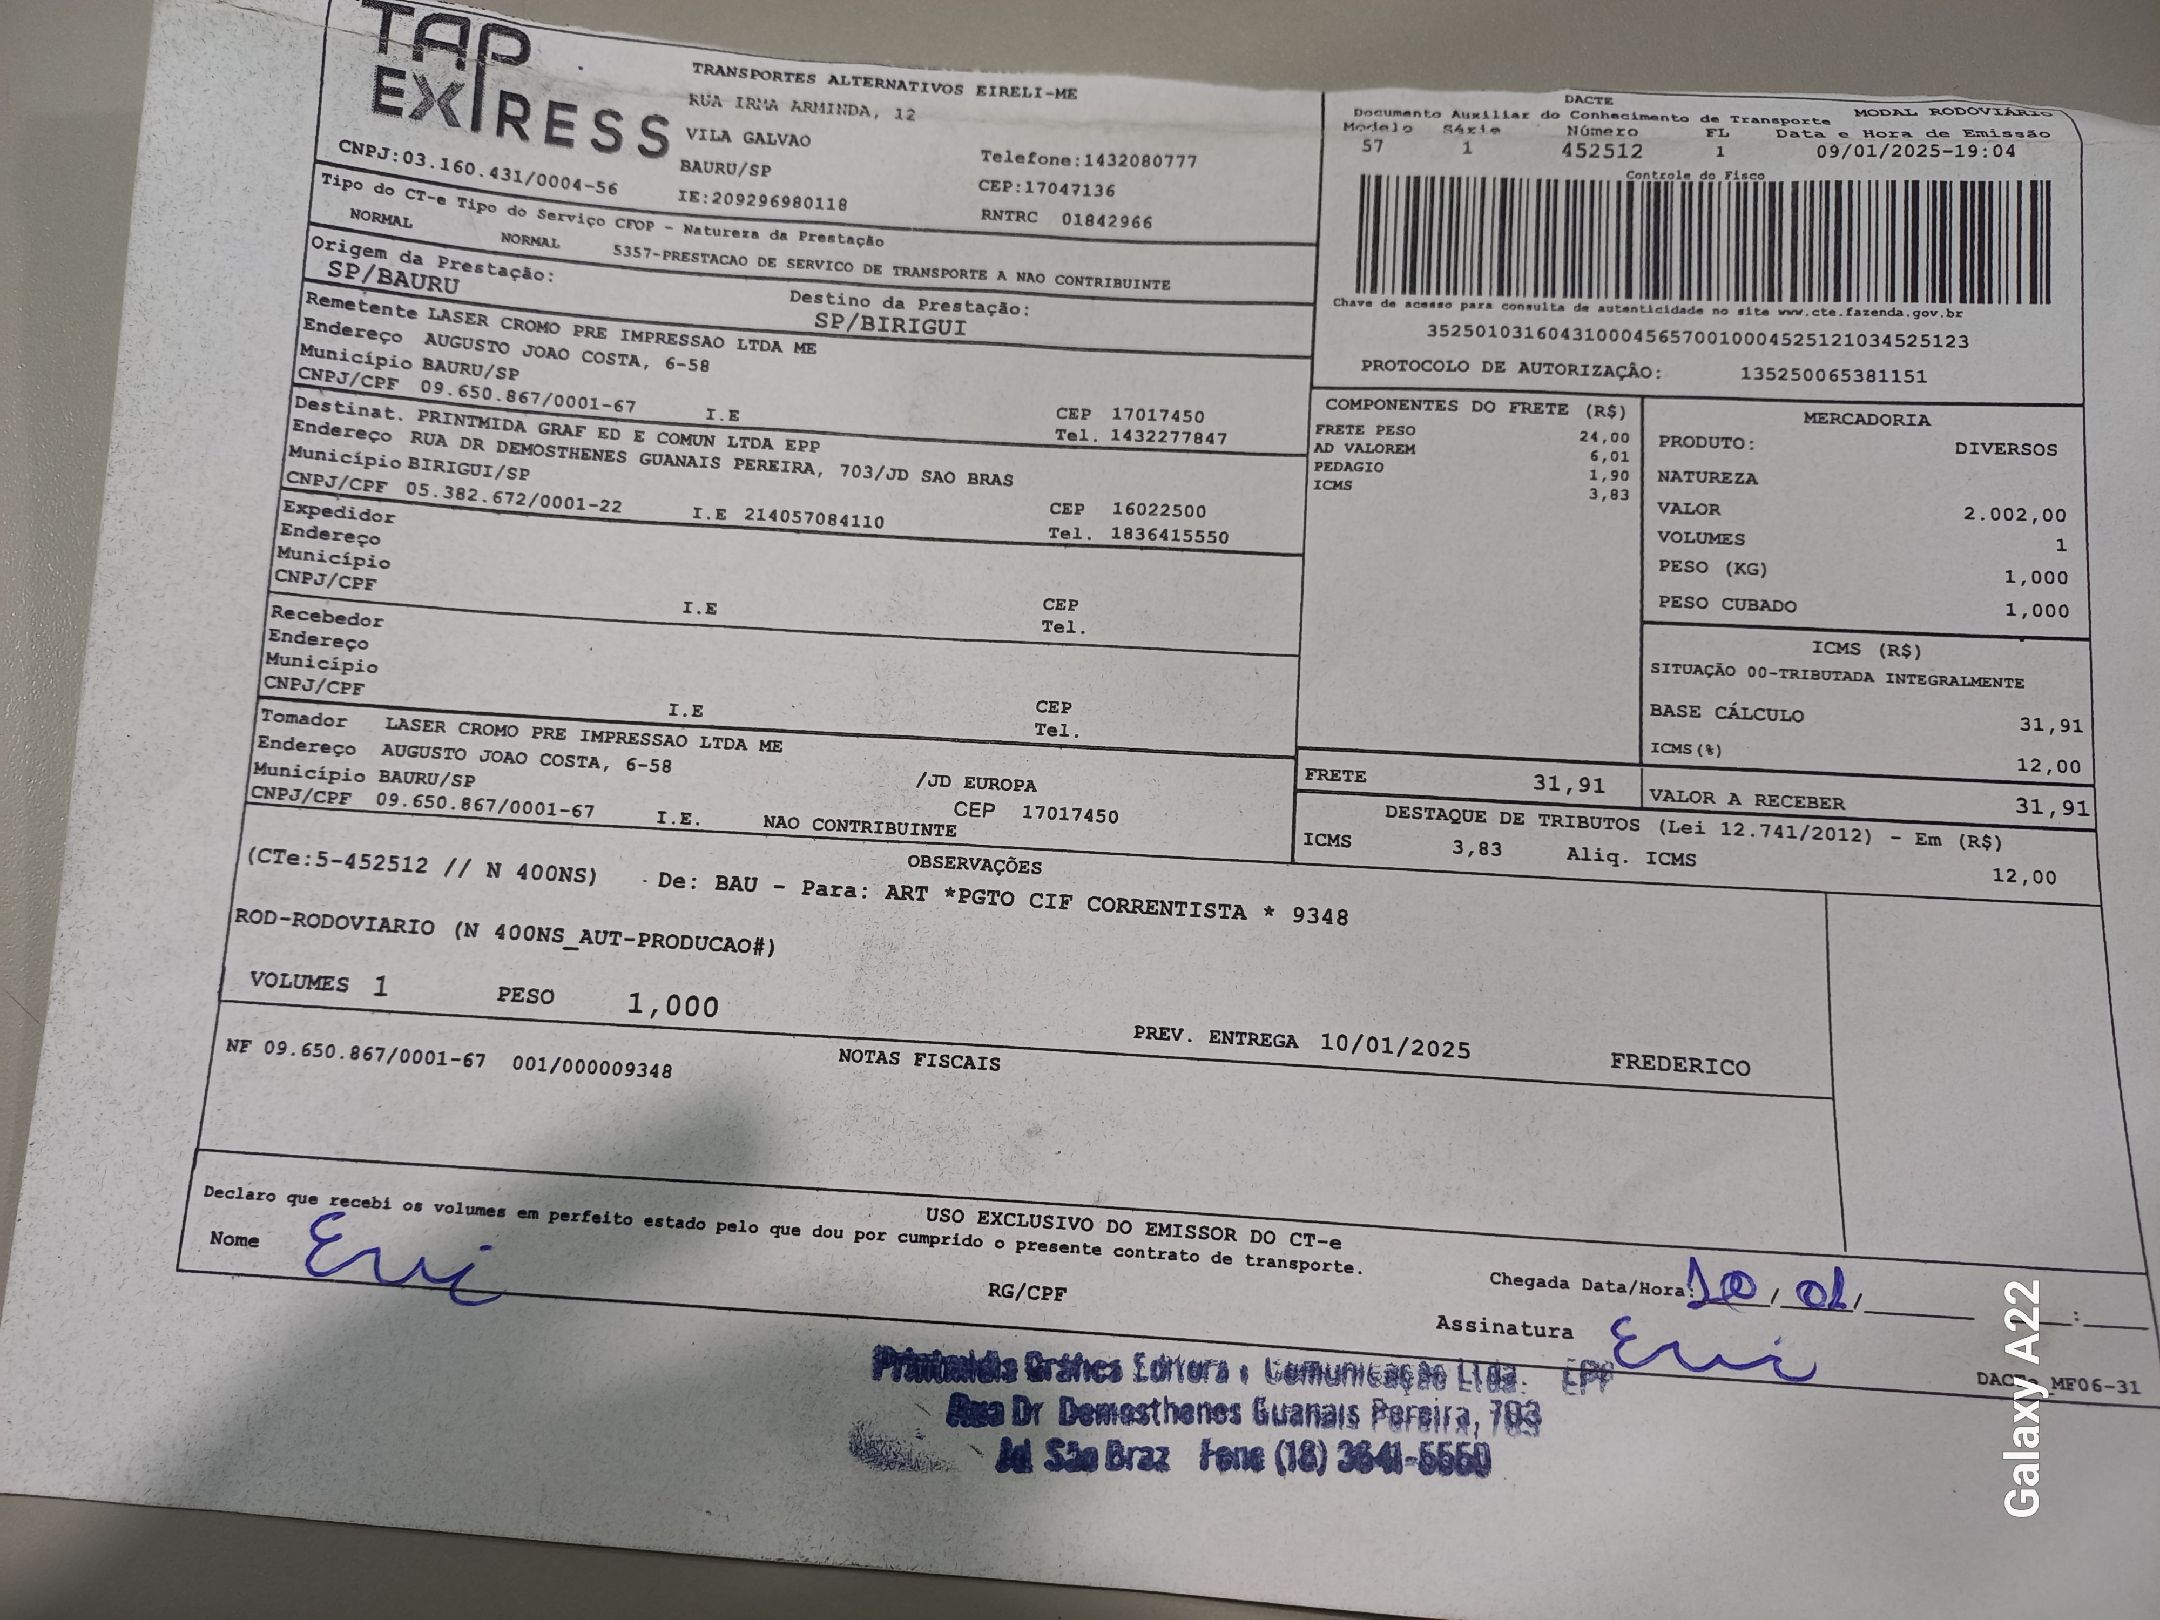 TAP
EXPRESS
TRANSPORTES ALTERNATIVOS EIRELI-ME
RUA IRMA ARMINDA, 12
VILA GALVAO
BAURU/SP
Telefone:1432080777
CEP:17047136
CNPJ:03.160.431/0004-56
IE:209296980118
RNTRC 01842966
DACTE
Documento Auxiliar do Conhecimento de Transporte
MODAL RODOVIÁRIO
Modelo Série Número FL Data e Hora de Emissão
57 1 452512 1 09/01/2025-19:04
Controle do Fisco
Chave de acesso para consulta de autenticidade no site www.cte.fazenda.gov.br
35250103160431000456570010004525121034525123
PROTOCOLO DE AUTORIZAÇÃO: 135250065381151
Tipo do CT-e Tipo do Serviço CFOP - Natureza da Prestação
NORMAL NORMAL 5357-PRESTACAO DE SERVICO DE TRANSPORTE A NAO CONTRIBUINTE
Origem da Prestação:
SP/BAURU
Destino da Prestação:
SP/BIRIGUI
Remetente LASER CROMO PRE IMPRESSAO LTDA ME
Endereço AUGUSTO JOAO COSTA, 6-58
Município BAURU/SP CEP 17017450
CNPJ/CPF 09.650.867/0001-67 I.E Tel. 1432277847
Destinat. PRINTMIDA GRAF ED E COMUN LTDA EPP
Endereço RUA DR DEMOSTHENES GUANAIS PEREIRA, 703/JD SAO BRAS
Município BIRIGUI/SP CEP 16022500
CNPJ/CPF 05.382.672/0001-22 I.E 214057084110 Tel. 1836415550
Expedidor
Endereço
Município CEP
CNPJ/CPF I.E Tel.
Recebedor
Endereço
Município CEP
CNPJ/CPF I.E Tel.
Tomador LASER CROMO PRE IMPRESSAO LTDA ME
Endereço AUGUSTO JOAO COSTA, 6-58 /JD EUROPA
Município BAURU/SP CEP 17017450
CNPJ/CPF 09.650.867/0001-67 I.E. NAO CONTRIBUINTE
COMPONENTES DO FRETE (R$)
FRETE PESO 24,00
AD VALOREM 6,01
PEDAGIO 1,90
ICMS 3,83
MERCADORIA
PRODUTO: DIVERSOS
NATUREZA
VALOR 2.002,00
VOLUMES 1
PESO (KG) 1,000
PESO CUBADO 1,000
ICMS (R$)
SITUAÇÃO 00-TRIBUTADA INTEGRALMENTE
BASE CÁLCULO 31,91
ICMS(%) 12,00
FRETE 31,91
VALOR A RECEBER 31,91
DESTAQUE DE TRIBUTOS (Lei 12.741/2012) - Em (R$)
ICMS 3,83 Aliq. ICMS 12,00
OBSERVAÇÕES
(CTe:5-452512 // N 400NS) De: BAU - Para: ART *PGTO CIF CORRENTISTA * 9348
ROD-RODOVIARIO (N 400NS_AUT-PRODUCAO#)
VOLUMES 1 PESO 1,000
PREV. ENTREGA 10/01/2025 FREDERICO
NOTAS FISCAIS
NF 09.650.867/0001-67 001/000009348
USO EXCLUSIVO DO EMISSOR DO CT-e
Declaro que recebi os volumes em perfeito estado pelo que dou por cumprido o presente contrato de transporte.
Nome
RG/CPF
Chegada Data/Hora: 10/01/ :
Assinatura
MF06-31
Gráfica Editora Comunicação Ltda. EPP
Rua Dr Demosthenes Guanais Pereira, 703
Jd São Braz Fone (18) 3641-5550
Galaxy A22